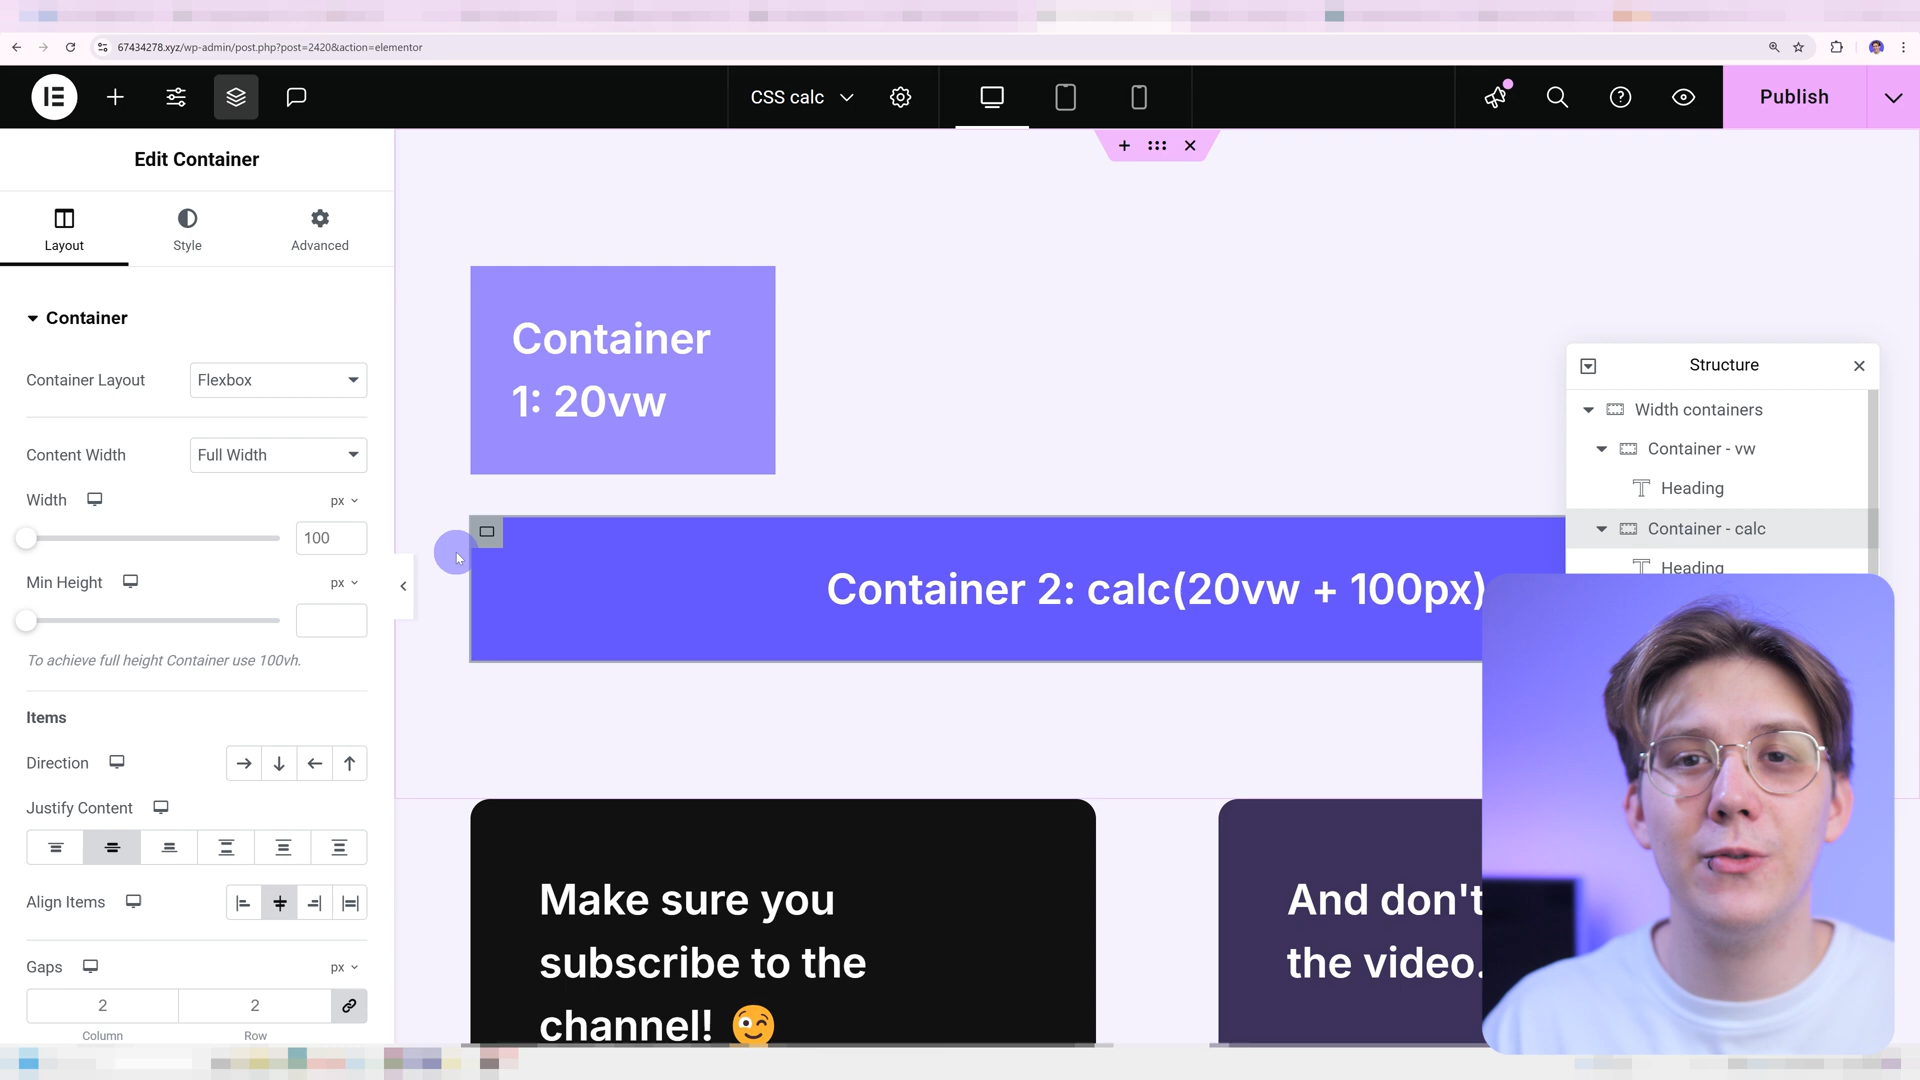 67434278.xyz/wp-admin/post.php?post=2420&action=elementor
CSS calc
Publish
Edit Container
Layout
Style
Advanced
Container
Container Layout
Flexbox
Content Width
Full Width
Width
px
100
Min Height
px
To achieve full height Container use 100vh.
Items
Direction
Justify Content
Align Items
Gaps
px
2
2
Column
Row
Container
1: 20vw
Container 2: calc(20vw + 100px)
Make sure you
subscribe to the
channel! 😉
And don't
the video.
Structure
Width containers
Container - vw
Heading
Container - calc
Heading